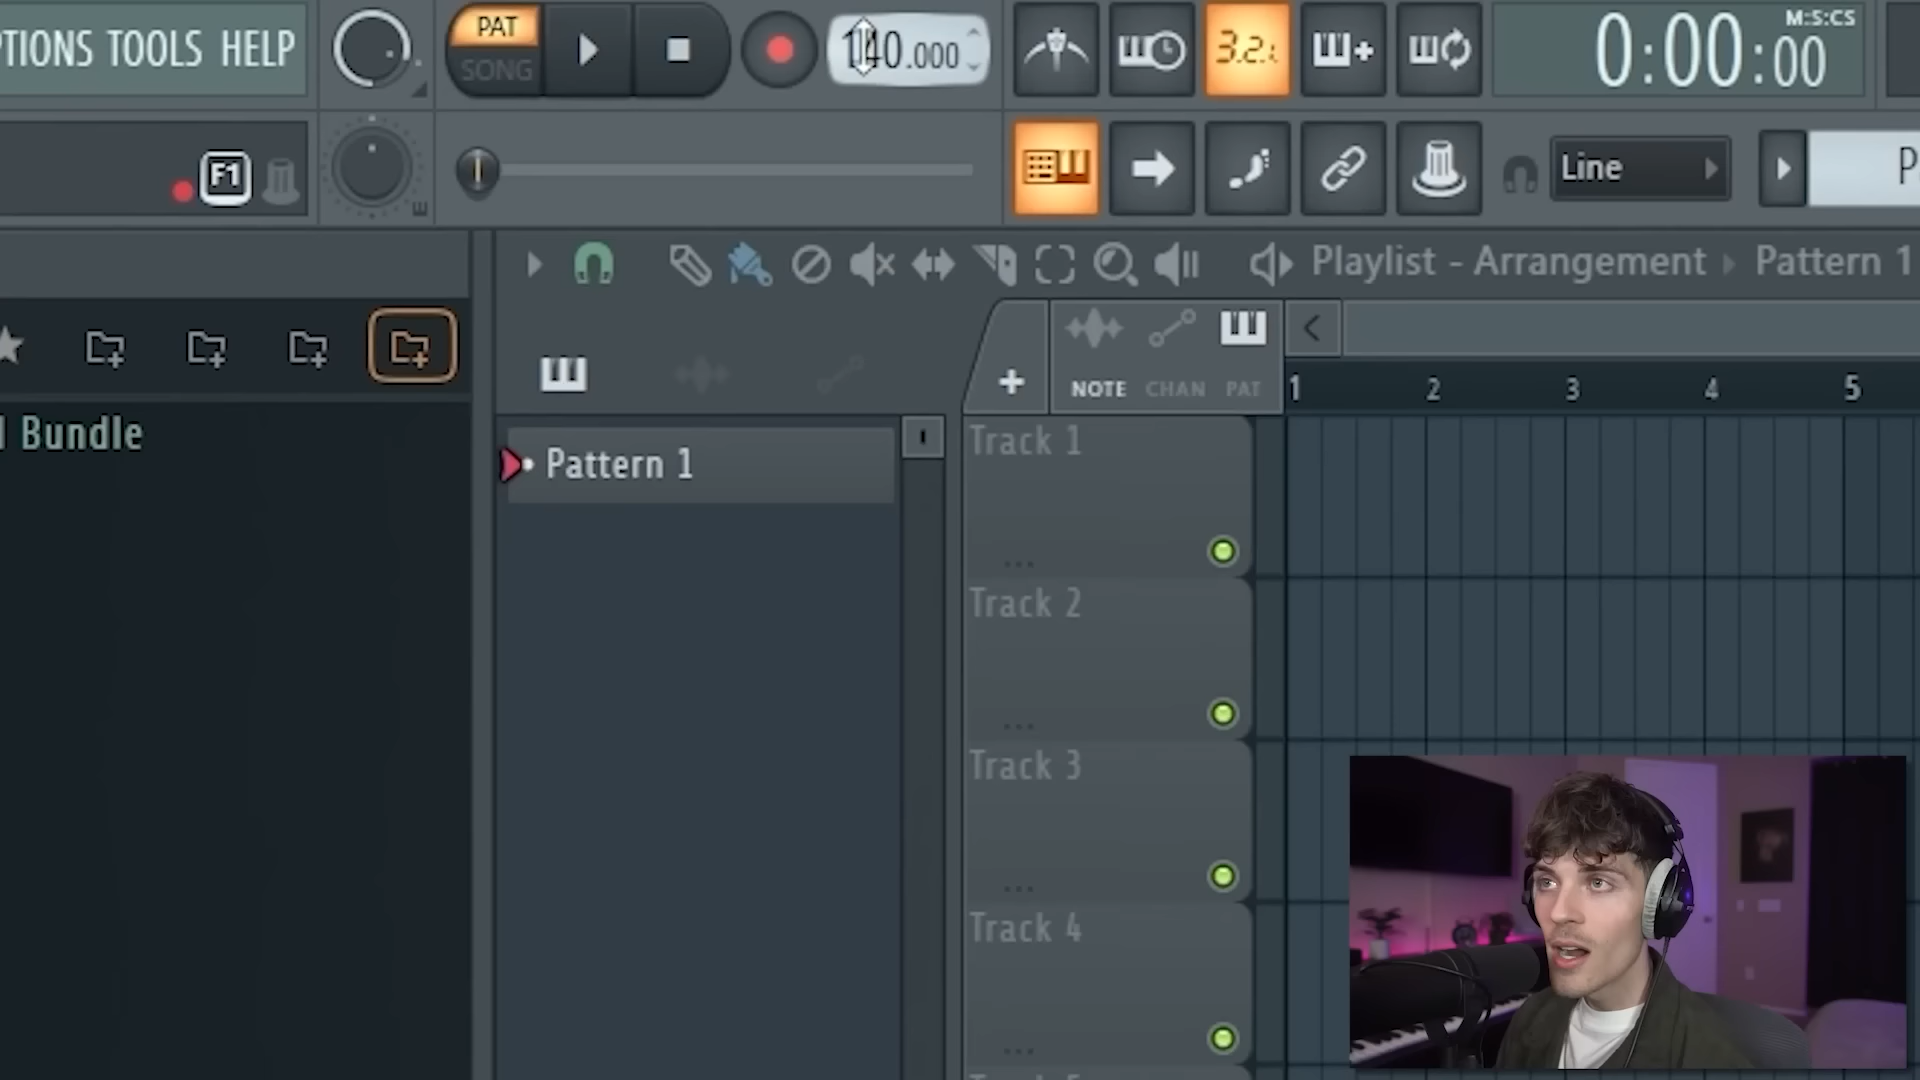 PTIONS TOOLS HELP
PAT
SONG
140.000
3.2.
M:S:CS
0:00:00
F1
Line
P
Playlist - Arrangement
Pattern 1
NOTE CHAN PAT
1 2 3 4 5
l Bundle
Pattern 1
Track 1
Track 2
Track 3
Track 4